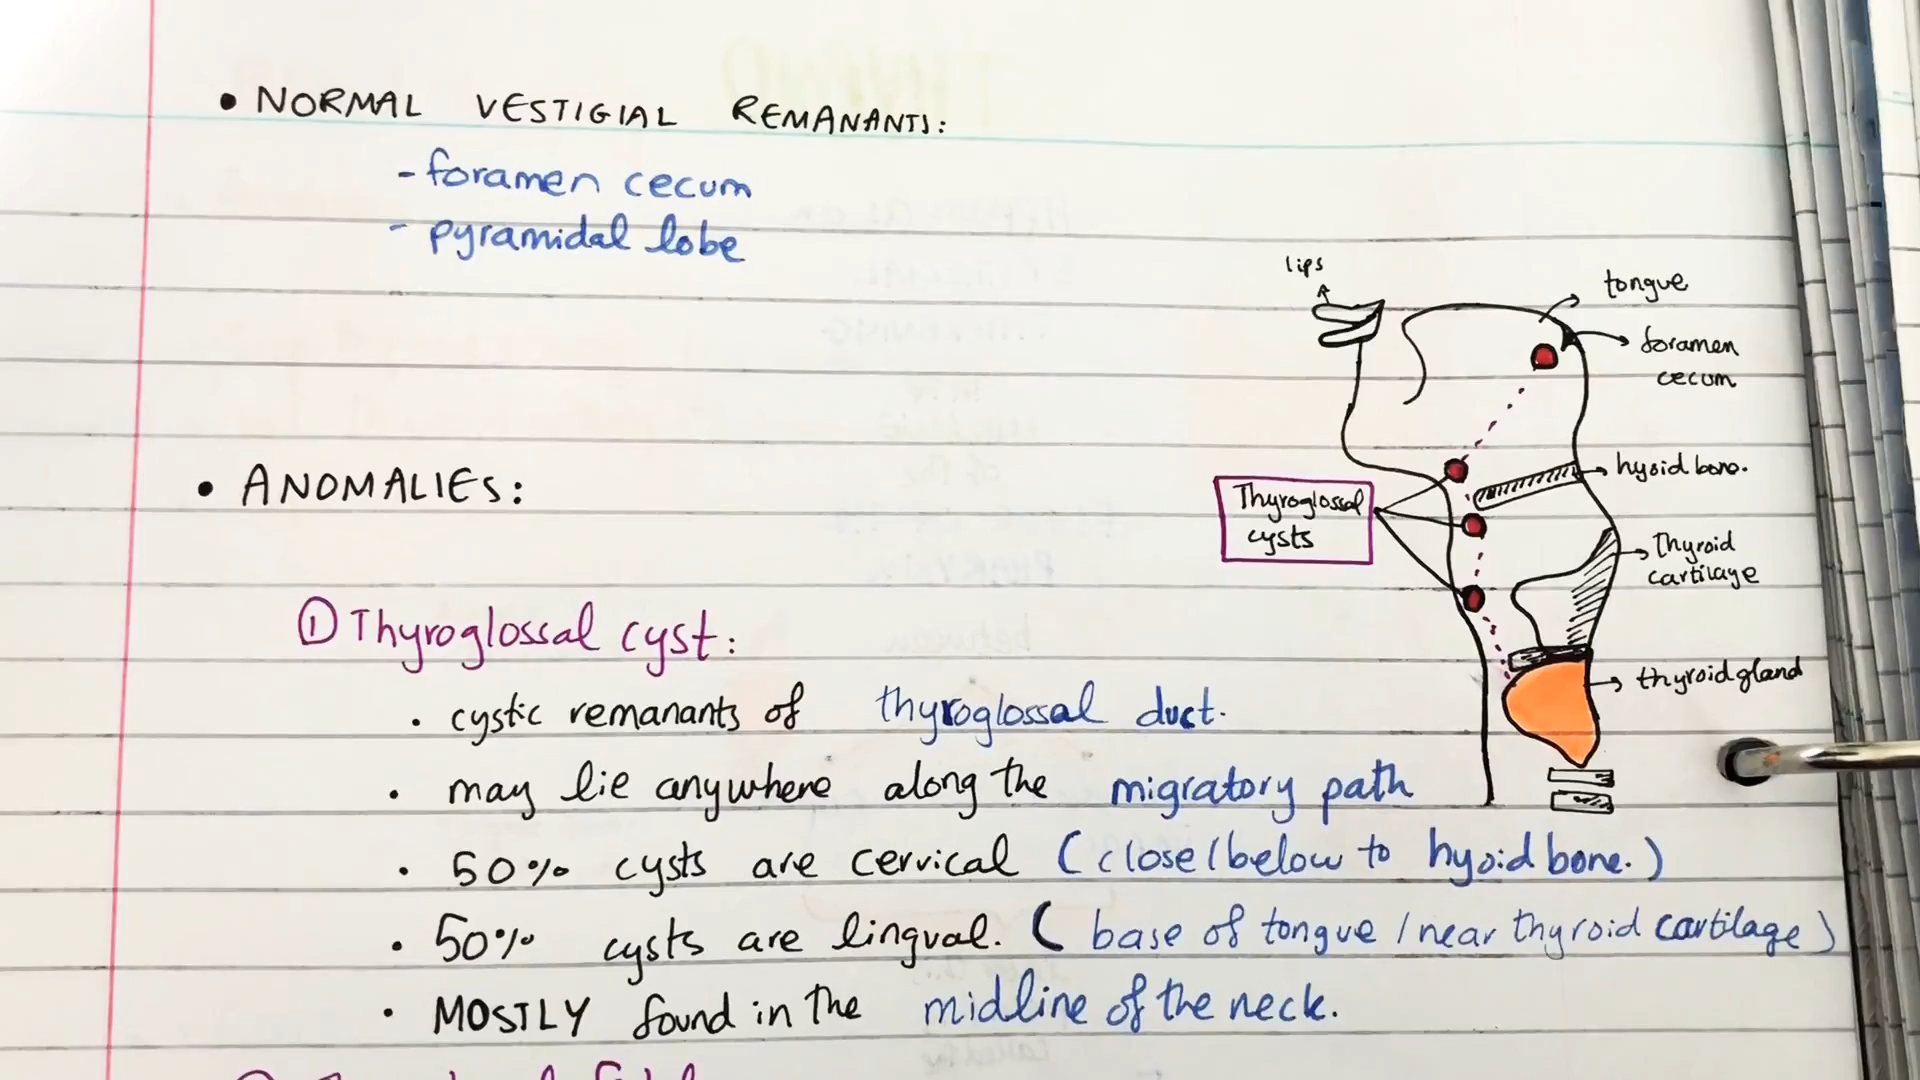 • NORMAL VESTIGIAL REMANANTS:
- foramen cecum
- pyramidal lobe
lips
tongue
foramen
cecum
hyoid bone.
Thyroglossal
cysts
Thyroid
cartilage
thyroid gland
• ANOMALIES:
① Thyroglossal cyst:
• cystic remanants of thyroglossal duct.
• may lie anywhere along the migratory path
• 50% cysts are cervical (close/below to hyoid bone.)
• 50% cysts are lingual. (base of tongue/near thyroid cartilage)
• MOSTLY found in the midline of the neck.